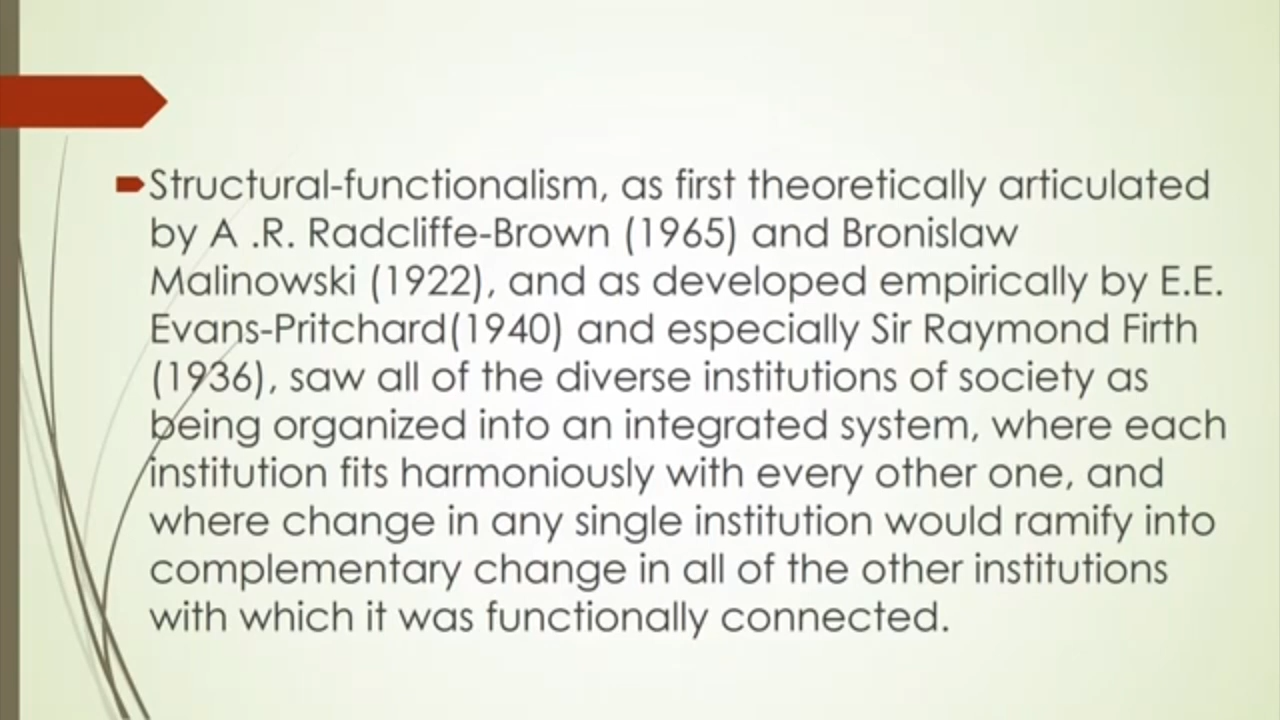 Structural-functionalism, as first theoretically articulated
by A .R. Radcliffe-Brown (1965) and Bronislaw
Malinowski (1922), and as developed empirically by E.E.
Evans-Pritchard(1940) and especially Sir Raymond Firth
(1936), saw all of the diverse institutions of society as
being organized into an integrated system, where each
institution fits harmoniously with every other one, and
where change in any single institution would ramify into
complementary change in all of the other institutions
with which it was functionally connected.